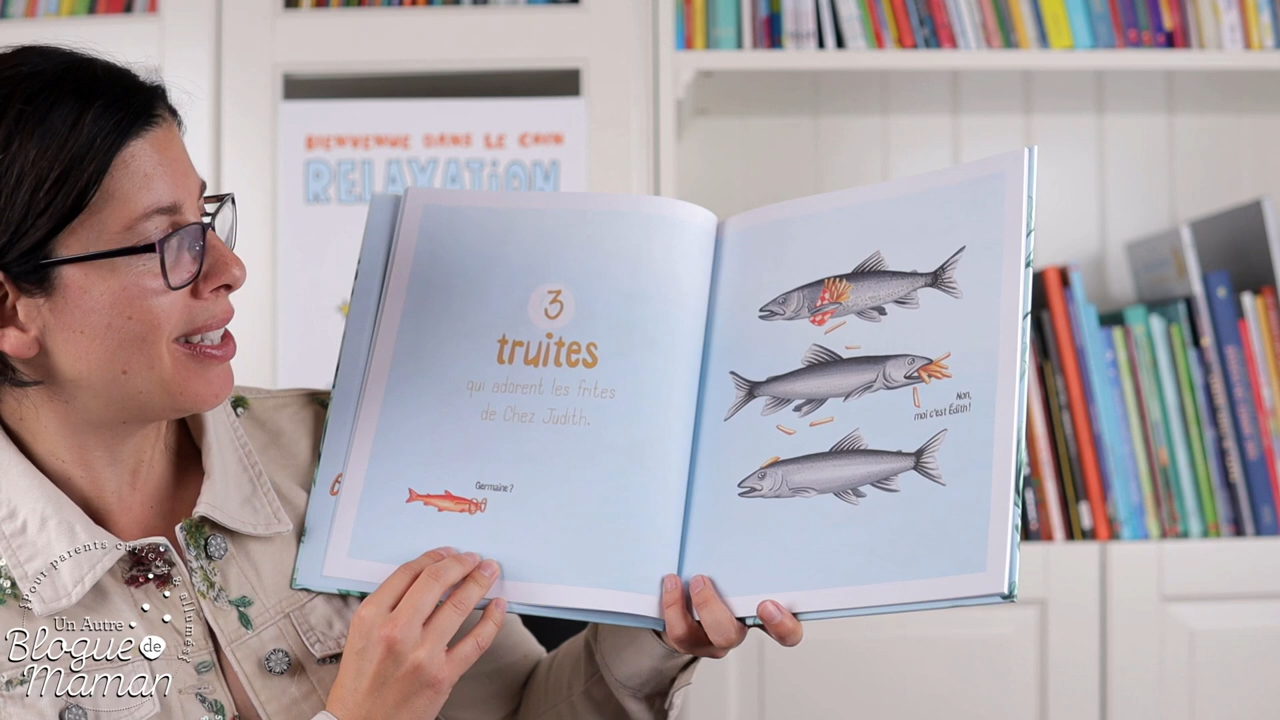 BIENVENUE DANS LE COIN
RELAXATION
3
truites
qui adorent les frites
de Chez Judith.
Germaine ?
Non,
moi c'est Édith !
Pour parents curieux & allumés
Un Autre
Blogue de
Maman